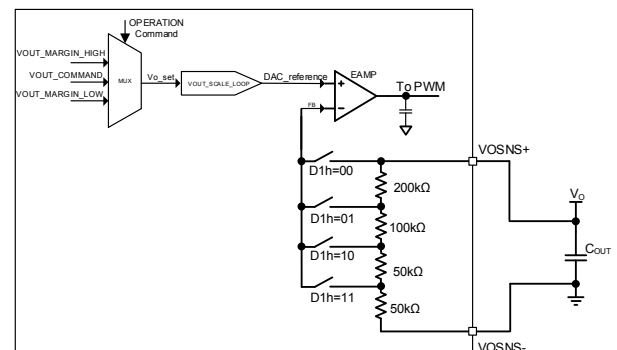 OPERATION
Command
VOUT_MARGIN_HIGH
VOUT_COMMAND
VOUT_MARGIN_LOW
MUX
Vo_set
VOUT_SCALE_LOOP
DAC_reference
EAMP
+
−
FB
To PWM
VOSNS+
D1h=00
200kΩ
D1h=01
100kΩ
D1h=10
50kΩ
D1h=11
50kΩ
VO
COUT
VOSNS-